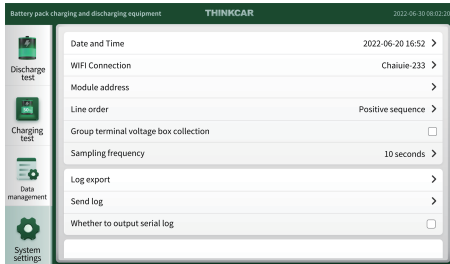 Battery pack charging and discharging equipment THINKCAR 2022-06-30 08:02:20
Discharge
test
Charging
test
Data
management
System
settings
Date and Time 2022-06-20 16:52
WIFI Connection Chaiuie-233
Module address
Line order Positive sequence
Group terminal voltage box collection
Sampling frequency 10 seconds
Log export
Send log
Whether to output serial log